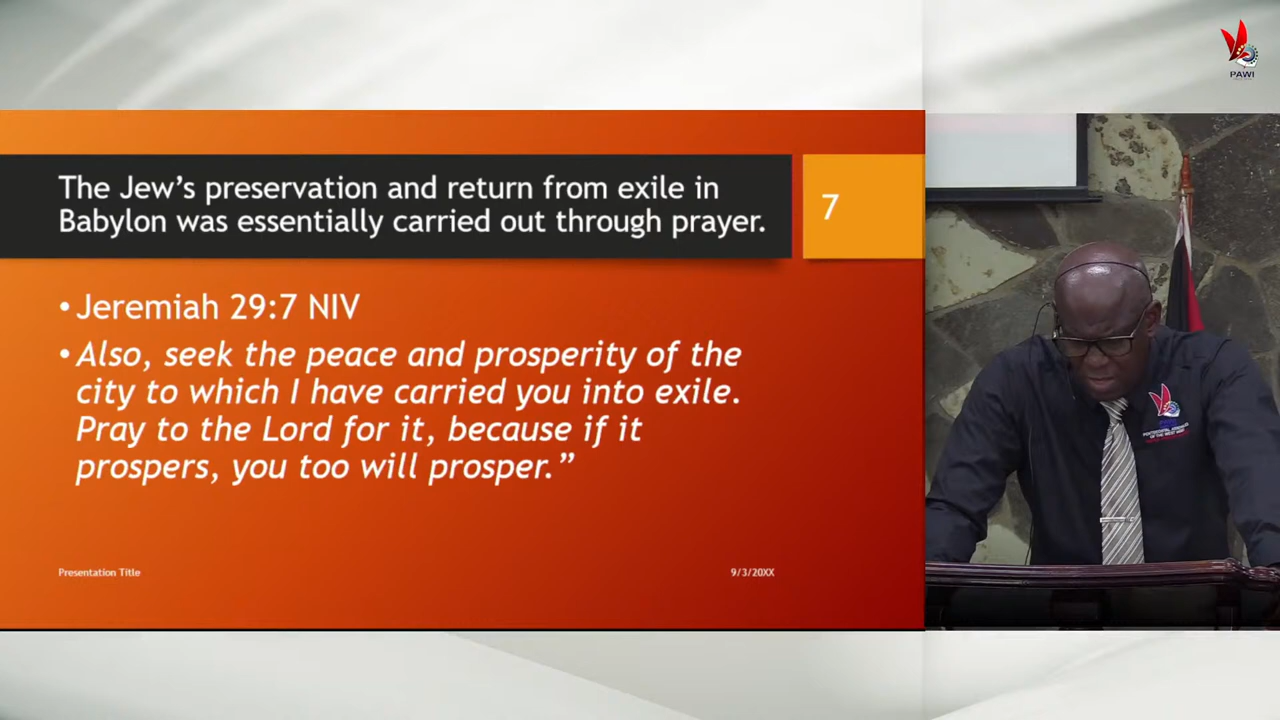 PAWI
The Jew’s preservation and return from exile in
Babylon was essentially carried out through prayer.
7
• Jeremiah 29:7 NIV
• Also, seek the peace and prosperity of the
city to which I have carried you into exile.
Pray to the Lord for it, because if it
prospers, you too will prosper.”
Presentation Title
9/3/20XX